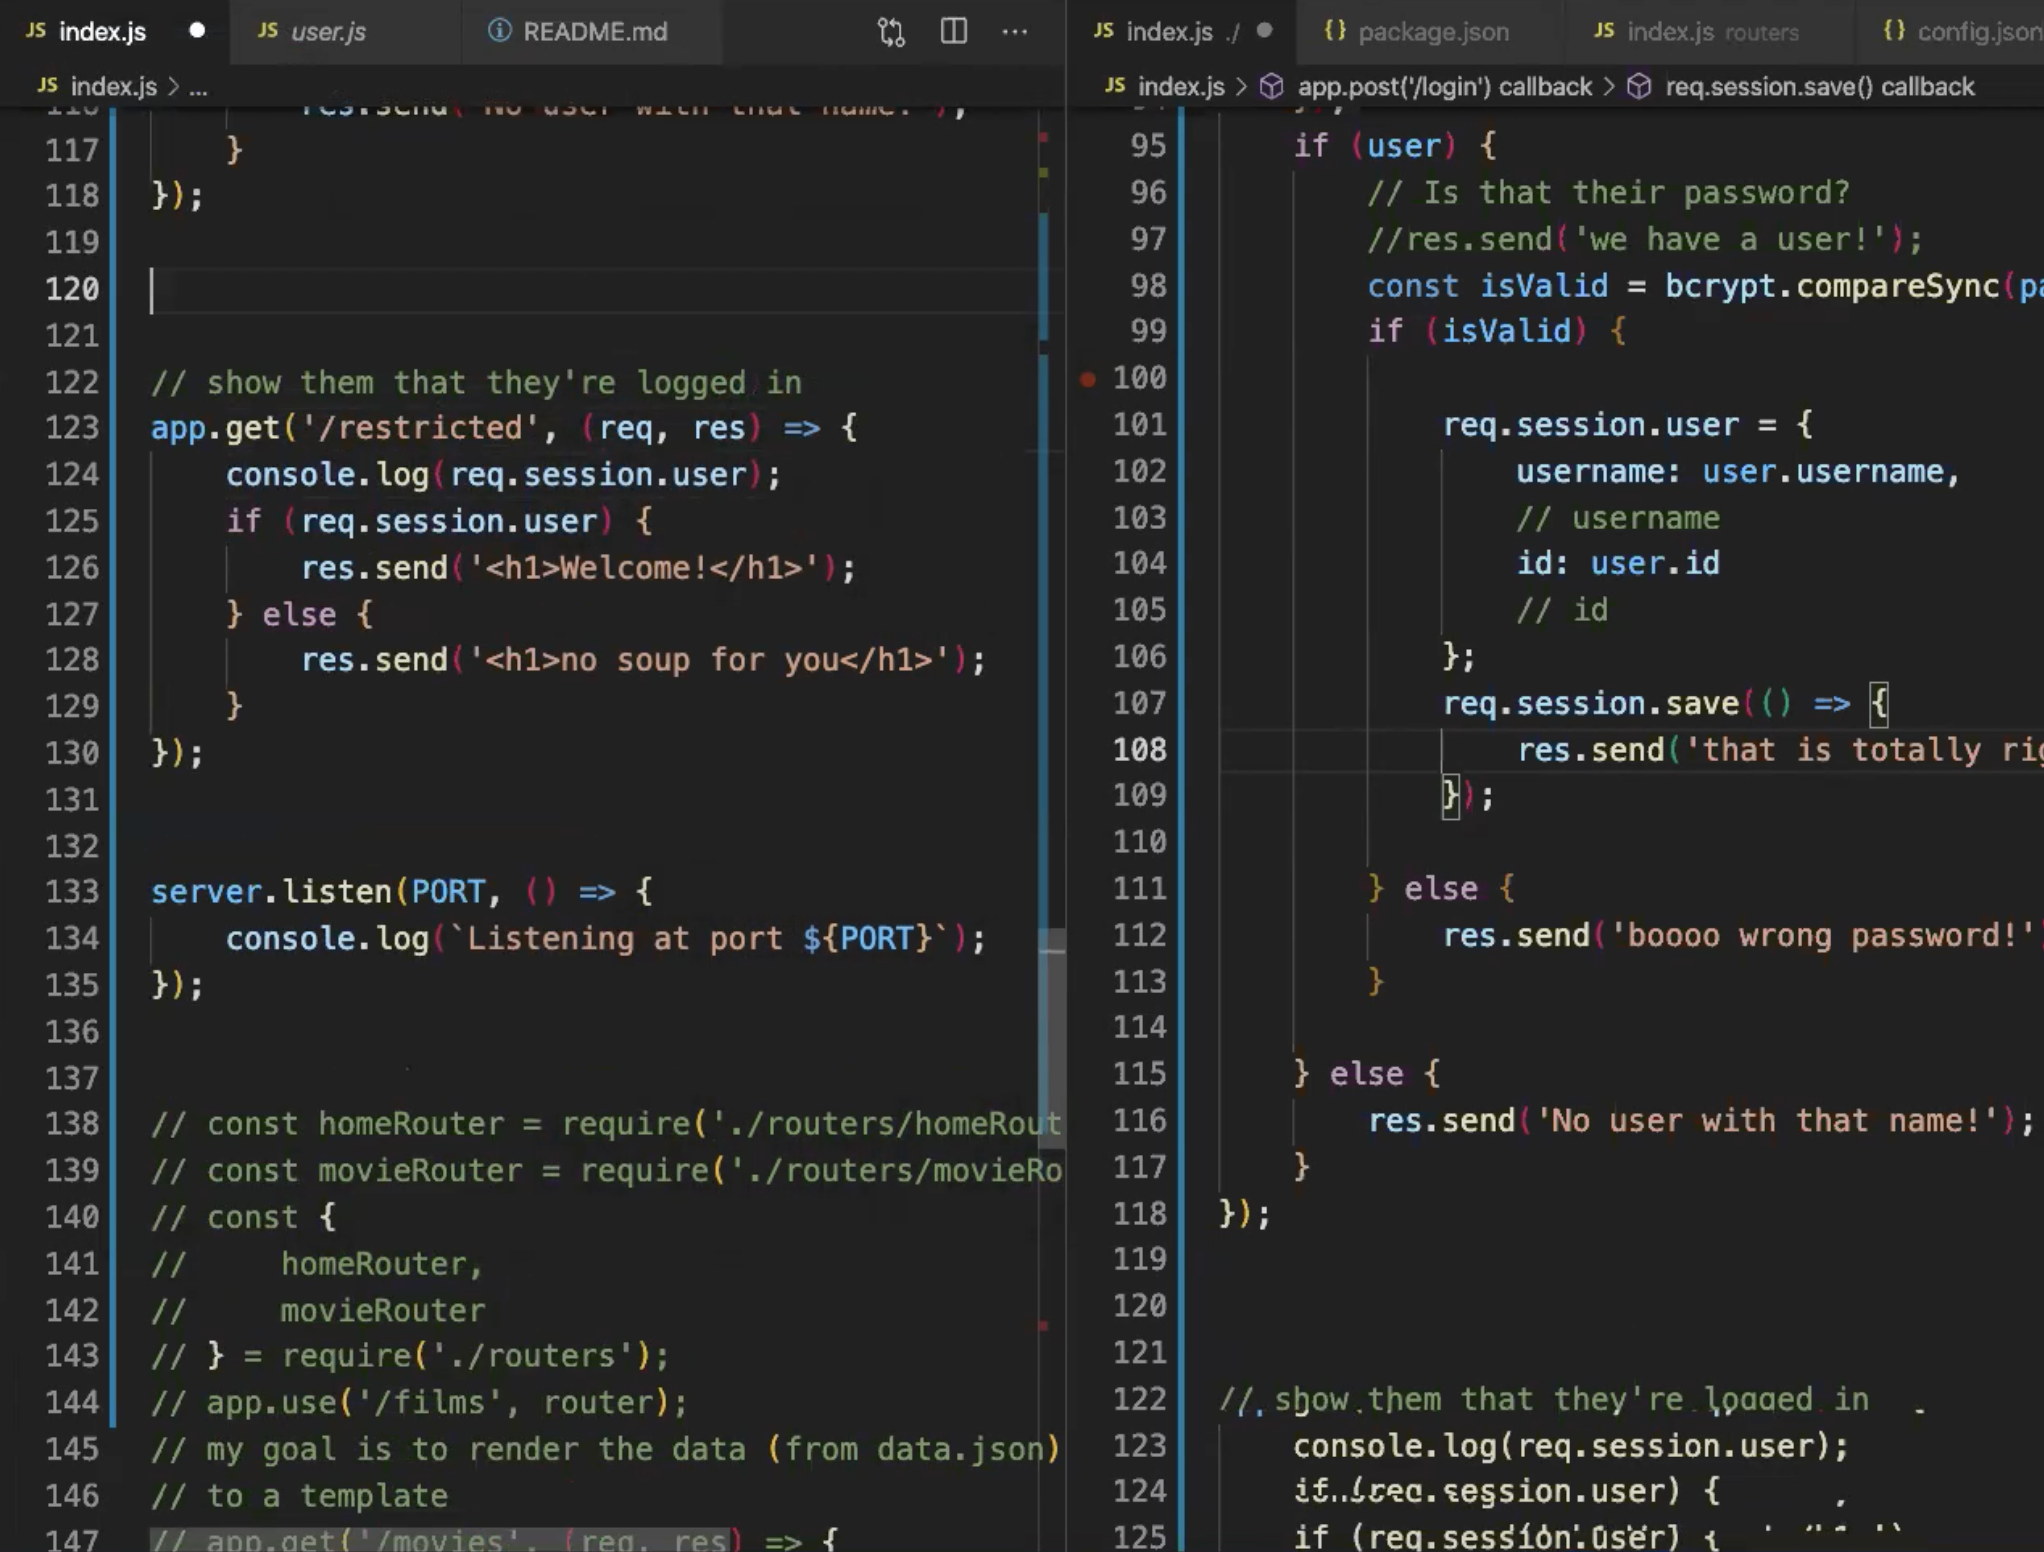 JS index.js ● JS user.js README.md ...
JS index.js > ...
116 res.send('No user with that name!');
117 }
118 });
119
120
121
122 // show them that they're logged in
123 app.get('/restricted', (req, res) => {
124 console.log(req.session.user);
125 if (req.session.user) {
126 res.send('<h1>Welcome!</h1>');
127 } else {
128 res.send('<h1>no soup for you</h1>');
129 }
130 });
131
132
133 server.listen(PORT, () => {
134 console.log(`Listening at port ${PORT}`);
135 });
136
137
138 // const homeRouter = require('./routers/homeRout
139 // const movieRouter = require('./routers/movieRo
140 // const {
141 // homeRouter,
142 // movieRouter
143 // } = require('./routers');
144 // app.use('/films', router);
145 // my goal is to render the data (from data.json)
146 // to a template
147 // app.get('/movies', (req, res) => {
JS index.js ./ ● {} package.json JS index.js routers {} config.json
JS index.js > app.post('/login') callback > req.session.save() callback
95 if (user) {
96 // Is that their password?
97 //res.send('we have a user!');
98 const isValid = bcrypt.compareSync(pa
99 if (isValid) {
100
101 req.session.user = {
102 username: user.username,
103 // username
104 id: user.id
105 // id
106 };
107 req.session.save(() => {
108 res.send('that is totally rig
109 });
110
111 } else {
112 res.send('boooo wrong password!'
113 }
114
115 } else {
116 res.send('No user with that name!');
117 }
118 });
119
120
121
122 // show them that they're logged in
123 console.log(req.session.user);
124 if (req.session.user) {
125 if (req.session.user) {